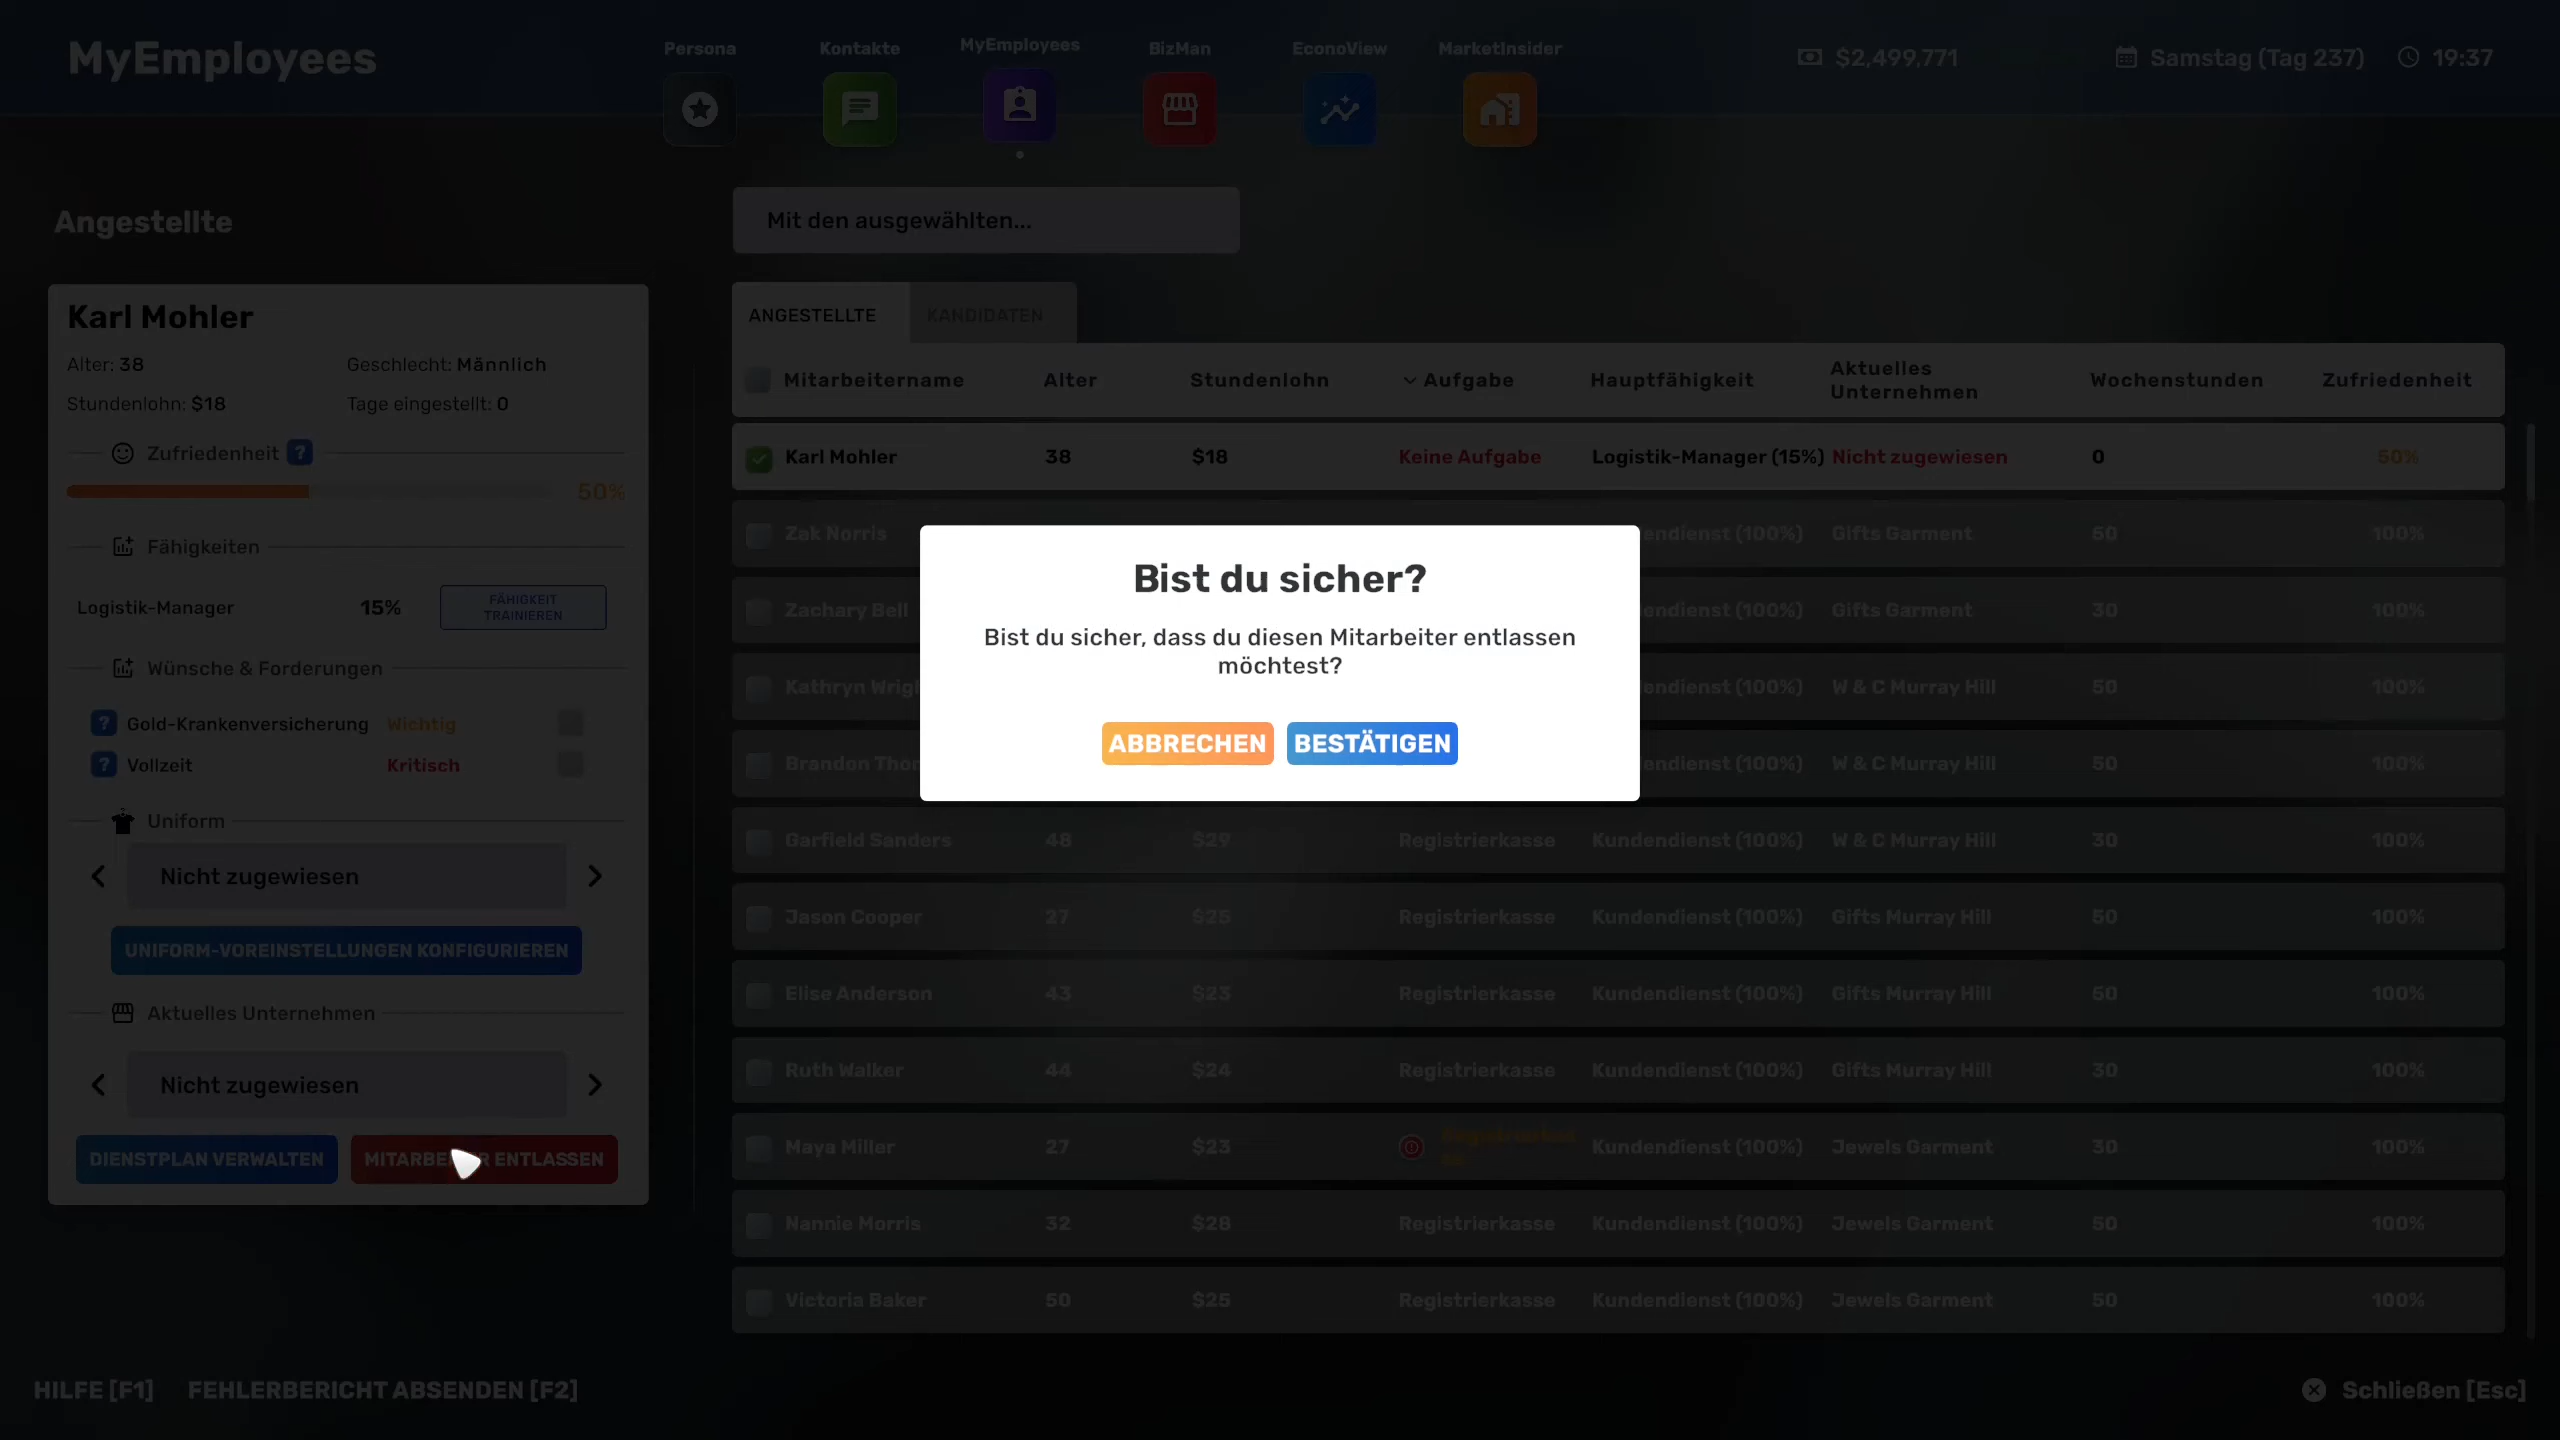 MyEmployees
Persona
Kontakte
MyEmployees
BizMan
EconoView
MarketInsider
$2,499,771
Samstag (Tag 237)
19:37
Angestellte
Mit den ausgewählten...
Karl Mohler
Alter: 38
Geschlecht: Männlich
Stundenlohn: $18
Tage eingestellt: 0
Zufriedenheit ?
50%
Fähigkeiten
Logistik-Manager
15%
FÄHIGKEIT
TRAINIEREN
Wünsche & Forderungen
? Gold-Krankenversicherung Wichtig
? Vollzeit Kritisch
Uniform
Nicht zugewiesen
UNIFORM-VOREINSTELLUNGEN KONFIGURIEREN
Aktuelles Unternehmen
Nicht zugewiesen
DIENSTPLAN VERWALTEN
ENTLASSEN
ANGESTELLTE
KANDIDATEN
Mitarbeitername
Alter
Stundenlohn
Aufgabe
Hauptfähigkeit
Aktuelles
Unternehmen
Wochenstunden
Zufriedenheit
Karl Mohler 38 $18 Keine Aufgabe Logistik-Manager (15%) Nicht zugewiesen 0 50%
Zak Norris (100%) Gifts Garment 50 100%
Zachary Bell (100%) Gifts Garment 30 100%
Kathryn (100%) W & C Murray Hill 50 100%
Brandon (100%) W & C Murray Hill 50 100%
Garfield Sanders 48 $29 Registrierkasse Kundendienst (100%) W & C Murray Hill 30 100%
Jason Cooper 27 $25 Registrierkasse Kundendienst (100%) Gifts Murray Hill 50 100%
Elise Anderson 43 $23 Registrierkasse Kundendienst (100%) Gifts Murray Hill 50 100%
Ruth Walker 44 $24 Registrierkasse Kundendienst (100%) Gifts Murray Hill 30 100%
Maya Miller 27 $23 Kundendienst (100%) Jewels Garment 30 100%
Nannie Morris 32 $28 Registrierkasse Kundendienst (100%) Jewels Garment 50 100%
Victoria Baker 50 $25 Registrierkasse Kundendienst (100%) Jewels Garment 50 100%
Bist du sicher?
Bist du sicher, dass du diesen Mitarbeiter entlassen
möchtest?
ABBRECHEN
BESTÄTIGEN
HILFE [F1]
FEHLERBERICHT ABSENDEN [F2]
Schließen [Esc]